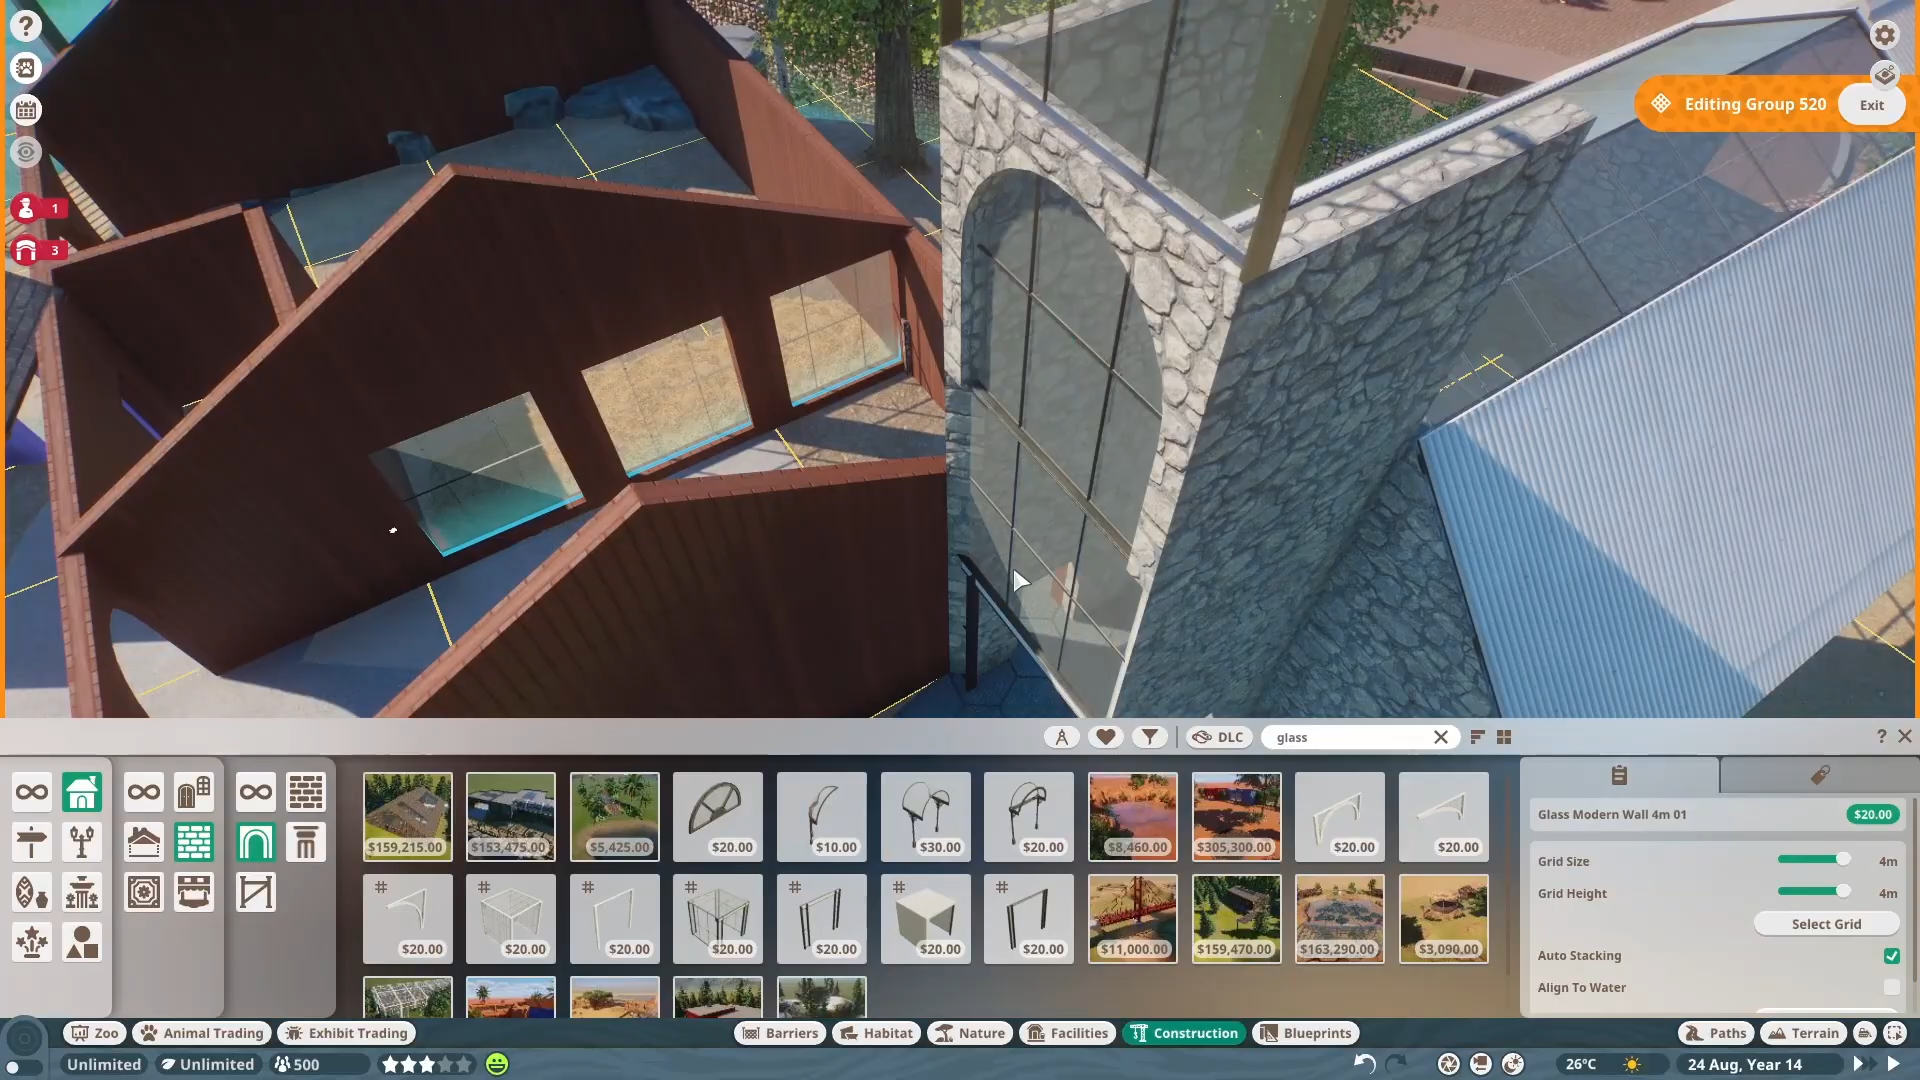 Editing Group 520
Exit
1
3
DLC
glass
$159,215.00
$153,475.00
$5,425.00
$20.00
$10.00
$30.00
$20.00
$8,460.00
$305,300.00
$20.00
$20.00
$20.00
$20.00
$20.00
$20.00
$20.00
$20.00
$20.00
$11,000.00
$159,470.00
$163,290.00
$3,090.00
Glass Modern Wall 4m 01
$20.00
Grid Size
4m
Grid Height
4m
Select Grid
Auto Stacking
Align To Water
Zoo
Animal Trading
Exhibit Trading
Barriers
Habitat
Nature
Facilities
Construction
Blueprints
Paths
Terrain
Unlimited
Unlimited
500
26°C
24 Aug, Year 14